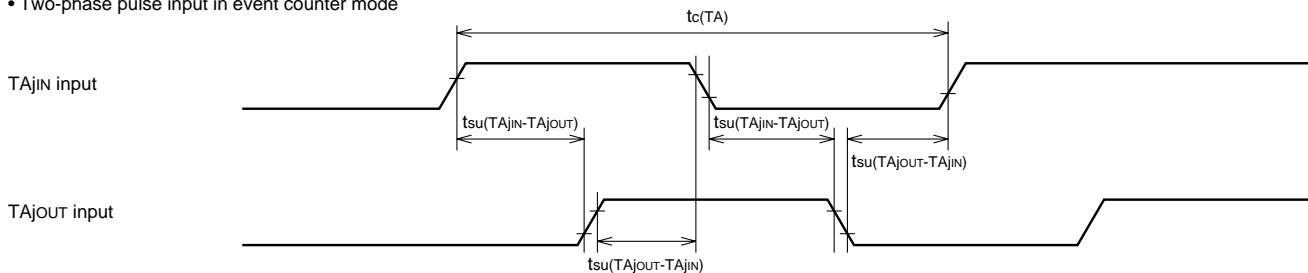 • Two-phase pulse input in event counter mode
tc(TA)
TAjIN input
tsu(TAjIN-TAjOUT)
tsu(TAjIN-TAjOUT)
tsu(TAjOUT-TAjIN)
TAjOUT input
tsu(TAjOUT-TAjIN)